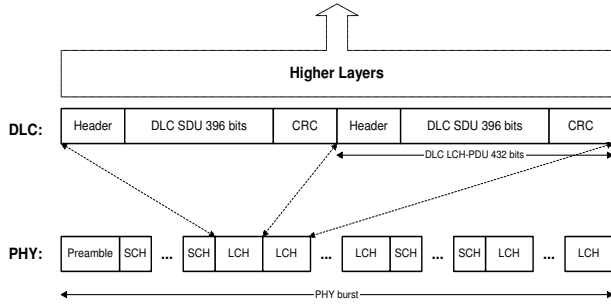 Higher Layers
DLC: Header DLC SDU 396 bits CRC Header DLC SDU 396 bits CRC
DLC LCH-PDU 432 bits
PHY: Preamble SCH ... SCH LCH LCH ... LCH SCH ... SCH LCH ... LCH
PHY burst